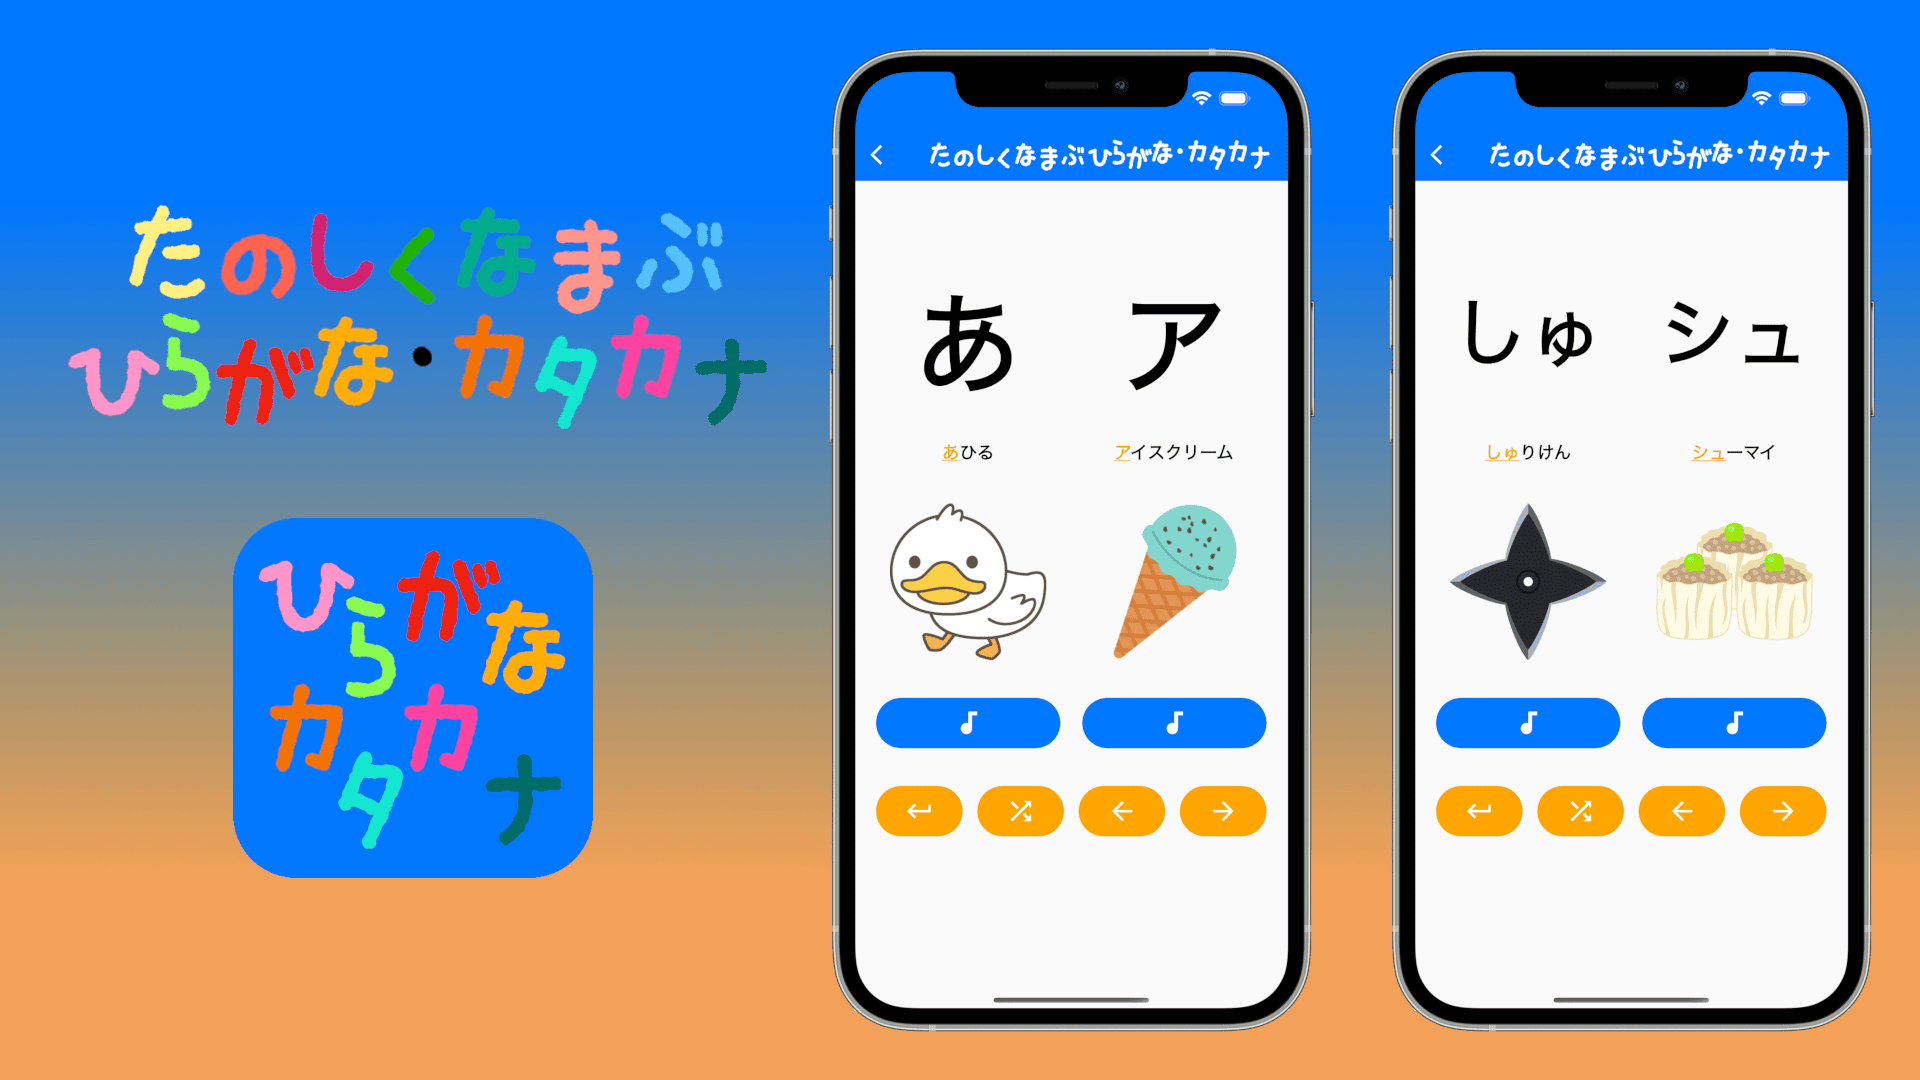 たのしくなまぶ
ひらがな・カタカナ
ひらがな
カタカナ
たのしくなまぶ ひらがな・カタカナ
あ ア
あひる アイスクリーム
たのしくなまぶ ひらがな・カタカナ
しゅ シュ
しゅりけん シューマイ